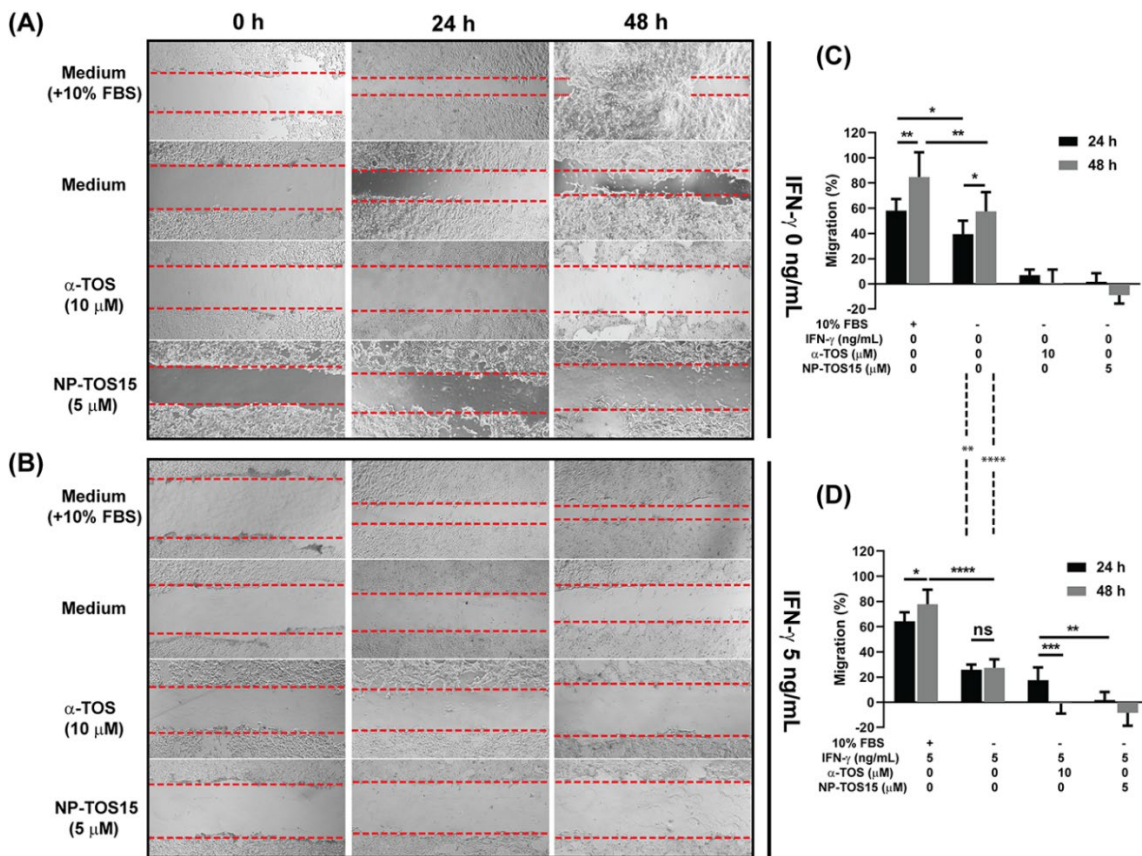 (A)
0 h 24 h 48 h
Medium
(+10% FBS)
Medium
α-TOS
(10 μM)
NP-TOS15
(5 μM)
IFN-γ 0 ng/mL
(B)
Medium
(+10% FBS)
Medium
α-TOS
(10 μM)
NP-TOS15
(5 μM)
IFN-γ 5 ng/mL
(C)
24 h
48 h
* 
** **
*
Migration (%)
120
100
80
60
40
20
0
-20
10% FBS + - - -
IFN-γ (ng/mL) 0 0 0 0
α-TOS (μM) 0 0 10 0
NP-TOS15 (μM) 0 0 0 5
** ****
(D)
24 h
48 h
* ****
ns
**
***
Migration (%)
120
100
80
60
40
20
0
-20
10% FBS + - - -
IFN-γ (ng/mL) 5 5 5 5
α-TOS (μM) 0 0 10 0
NP-TOS15 (μM) 0 0 0 5